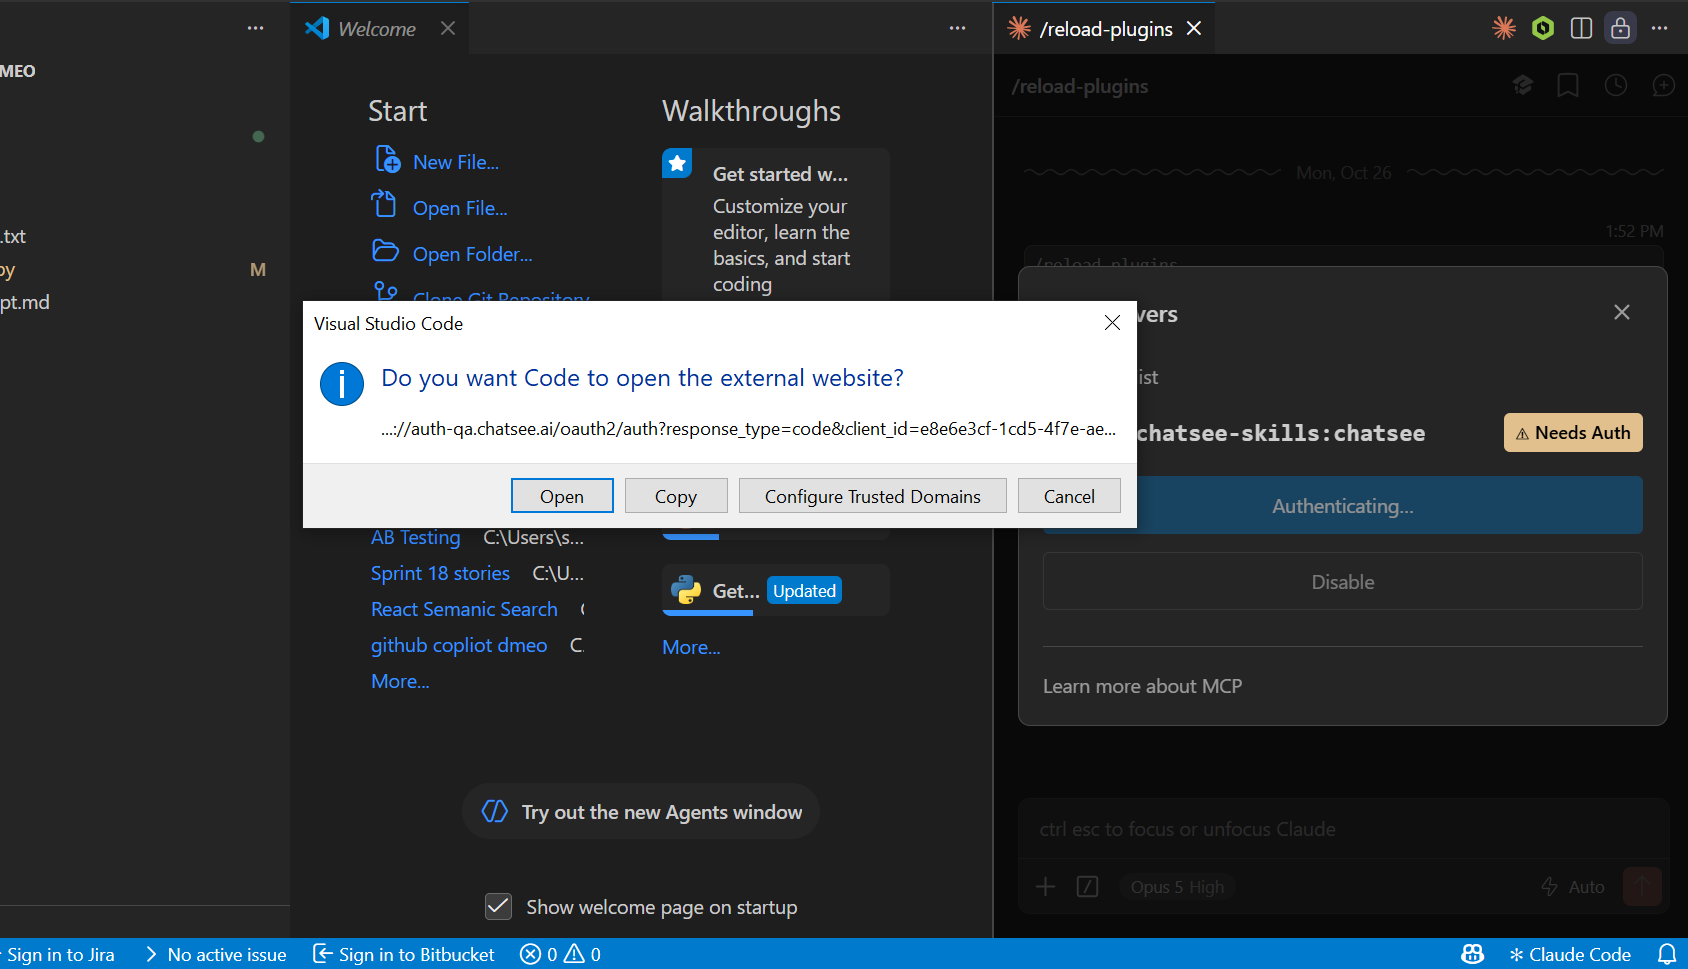 Welcome
/reload-plugins
MEO
/reload-plugins
Start
Walkthroughs
New File...
Open File...
Open Folder...
Clone Git Repository
Get started w...
Customize your
editor, learn the
basics, and start
coding
.txt
M
pt.md
Mon, Oct 26
1:52 PM
/reload-plugins
Visual Studio Code
Do you want Code to open the external website?
...://auth-qa.chatsee.ai/oauth2/auth?response_type=code&client_id=e8e6e3cf-1cd5-4f7e-ae...
Open
Copy
Configure Trusted Domains
Cancel
vers
ist
chatsee-skills:chatsee
Needs Auth
Authenticating...
Disable
Learn more about MCP
AB Testing C:\Users\s...
Sprint 18 stories C:\U...
React Semanic Search
github copliot dmeo C.
More...
Get...
Updated
More...
Try out the new Agents window
Show welcome page on startup
ctrl esc to focus or unfocus Claude
Opus 5 High
Auto
Sign in to Jira
No active issue
Sign in to Bitbucket
0
0
Claude Code